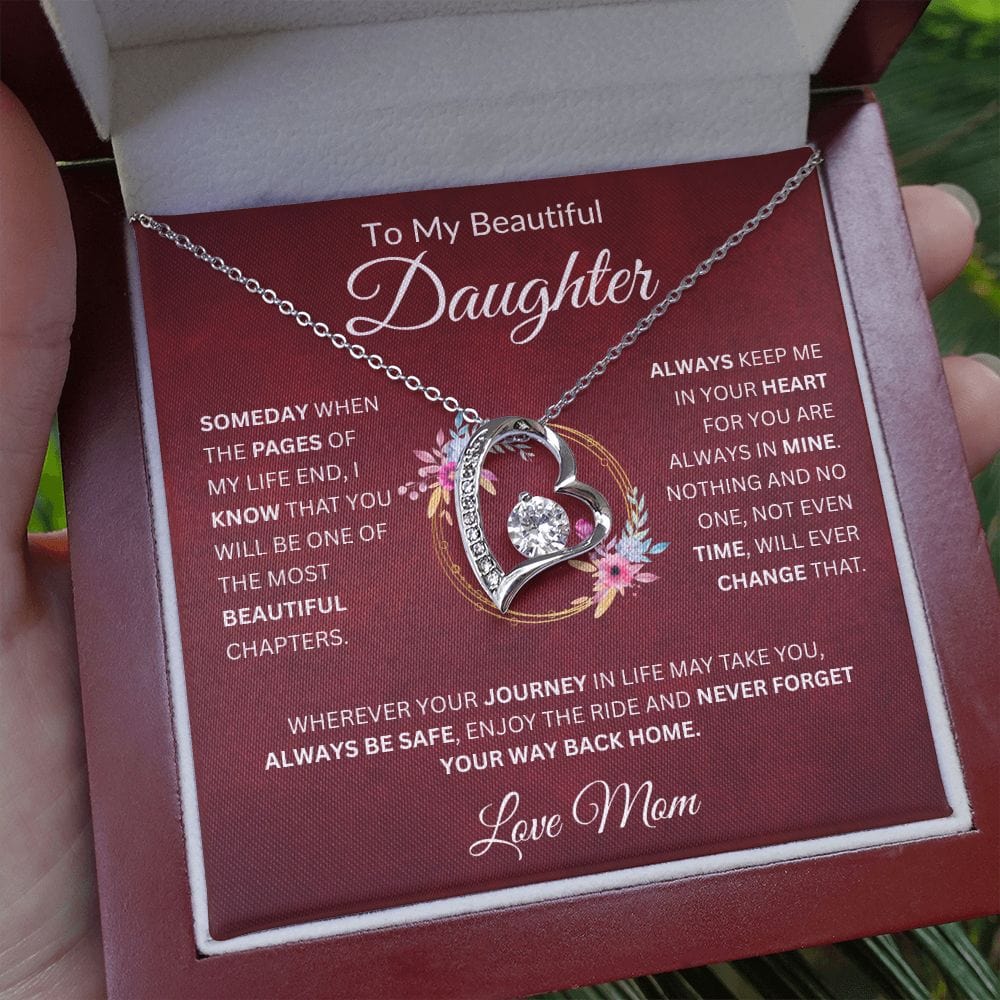 To My Beautiful
Daughter
SOMEDAY WHEN
THE PAGES OF
MY LIFE END, I
KNOW THAT YOU
WILL BE ONE OF
THE MOST
BEAUTIFUL
CHAPTERS.
ALWAYS KEEP ME
IN YOUR HEART
FOR YOU ARE
ALWAYS IN MINE.
NOTHING AND NO
ONE, NOT EVEN
TIME, WILL EVER
CHANGE THAT.
WHEREVER YOUR JOURNEY IN LIFE MAY TAKE YOU,
ALWAYS BE SAFE, ENJOY THE RIDE AND NEVER FORGET
YOUR WAY BACK HOME.
Love Mom